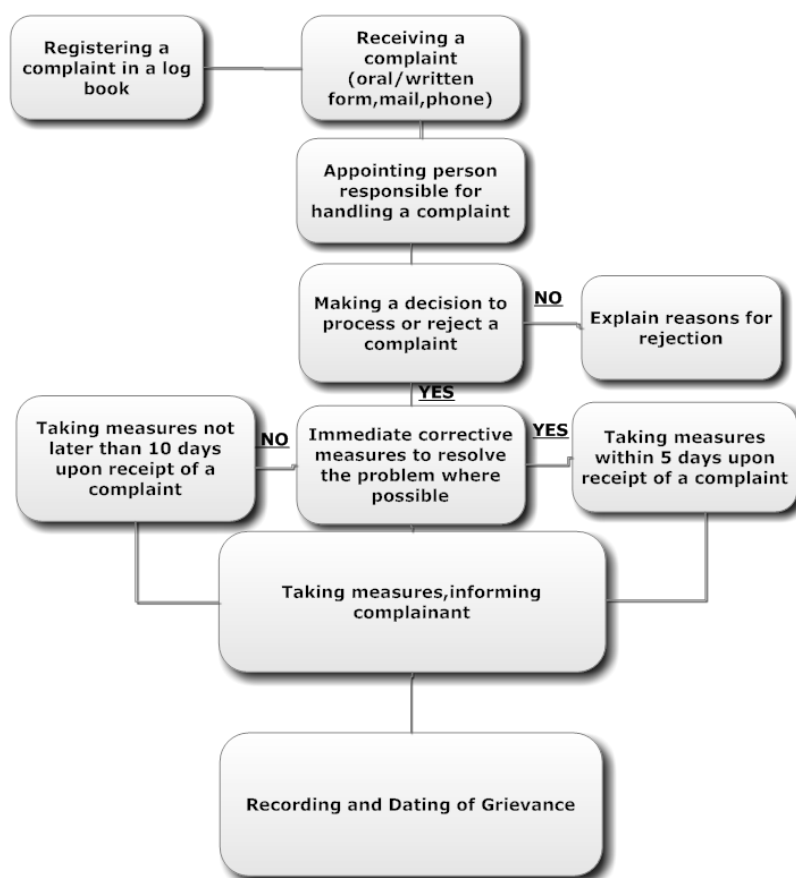 Registering a
complaint in a log
book
Receiving a
complaint
(oral/written
form,mail,phone)
Appointing person
responsible for
handling a complaint
Making a decision to
process or reject a
complaint
NO
Explain reasons for
rejection
YES
Taking measures not
later than 10 days
upon receipt of a
complaint
NO
Immediate corrective
measures to resolve
the problem where
possible
YES
Taking measures
within 5 days upon
receipt of a complaint
Taking measures,informing
complainant
Recording and Dating of Grievance